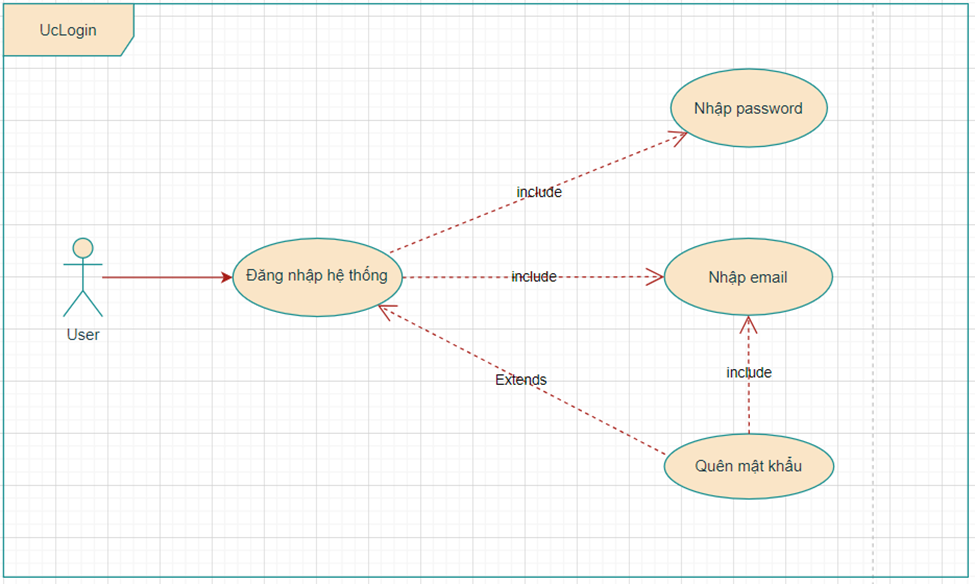 UcLogin
Nhập password
include
Đăng nhập hệ thống
include
Nhập email
User
include
Extends
Quên mật khẩu